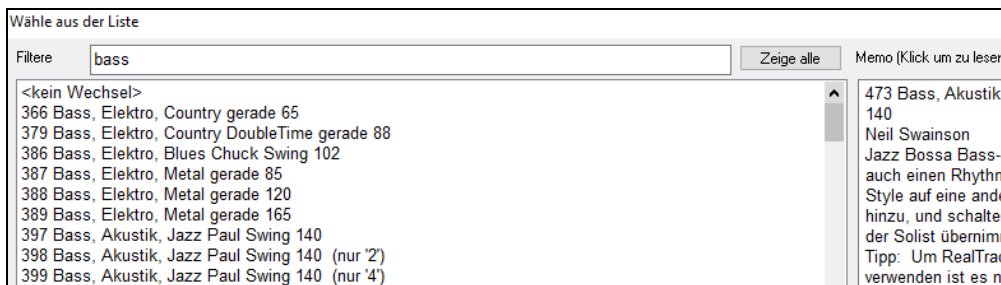 Wähle aus der Liste
Filtere bass Zeige alle Memo (Klick um zu lesen
<kein Wechsel>
366 Bass, Elektro, Country gerade 65
379 Bass, Elektro, Country DoubleTime gerade 88
386 Bass, Elektro, Blues Chuck Swing 102
387 Bass, Elektro, Metal gerade 85
388 Bass, Elektro, Metal gerade 120
389 Bass, Elektro, Metal gerade 165
397 Bass, Akustik, Jazz Paul Swing 140
398 Bass, Akustik, Jazz Paul Swing 140 (nur '2')
399 Bass, Akustik, Jazz Paul Swing 140 (nur '4')
473 Bass, Akustik
140
Neil Swainson
Jazz Bossa Bass-
auch einen Rhythm
Style auf eine ande
hinzu, und schalte
der Solist übernim
Tipp: Um RealTrac
verwenden ist es n